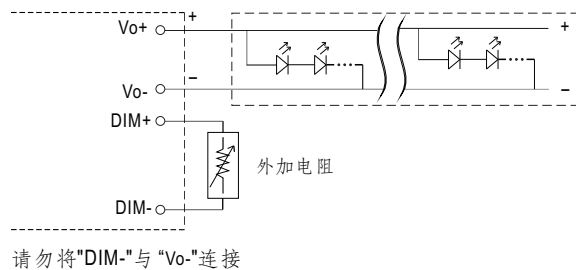 Vo+
+
+
Vo-
−
−
DIM+
外加电阻
DIM-
请勿将"DIM-"与 “Vo-”连接